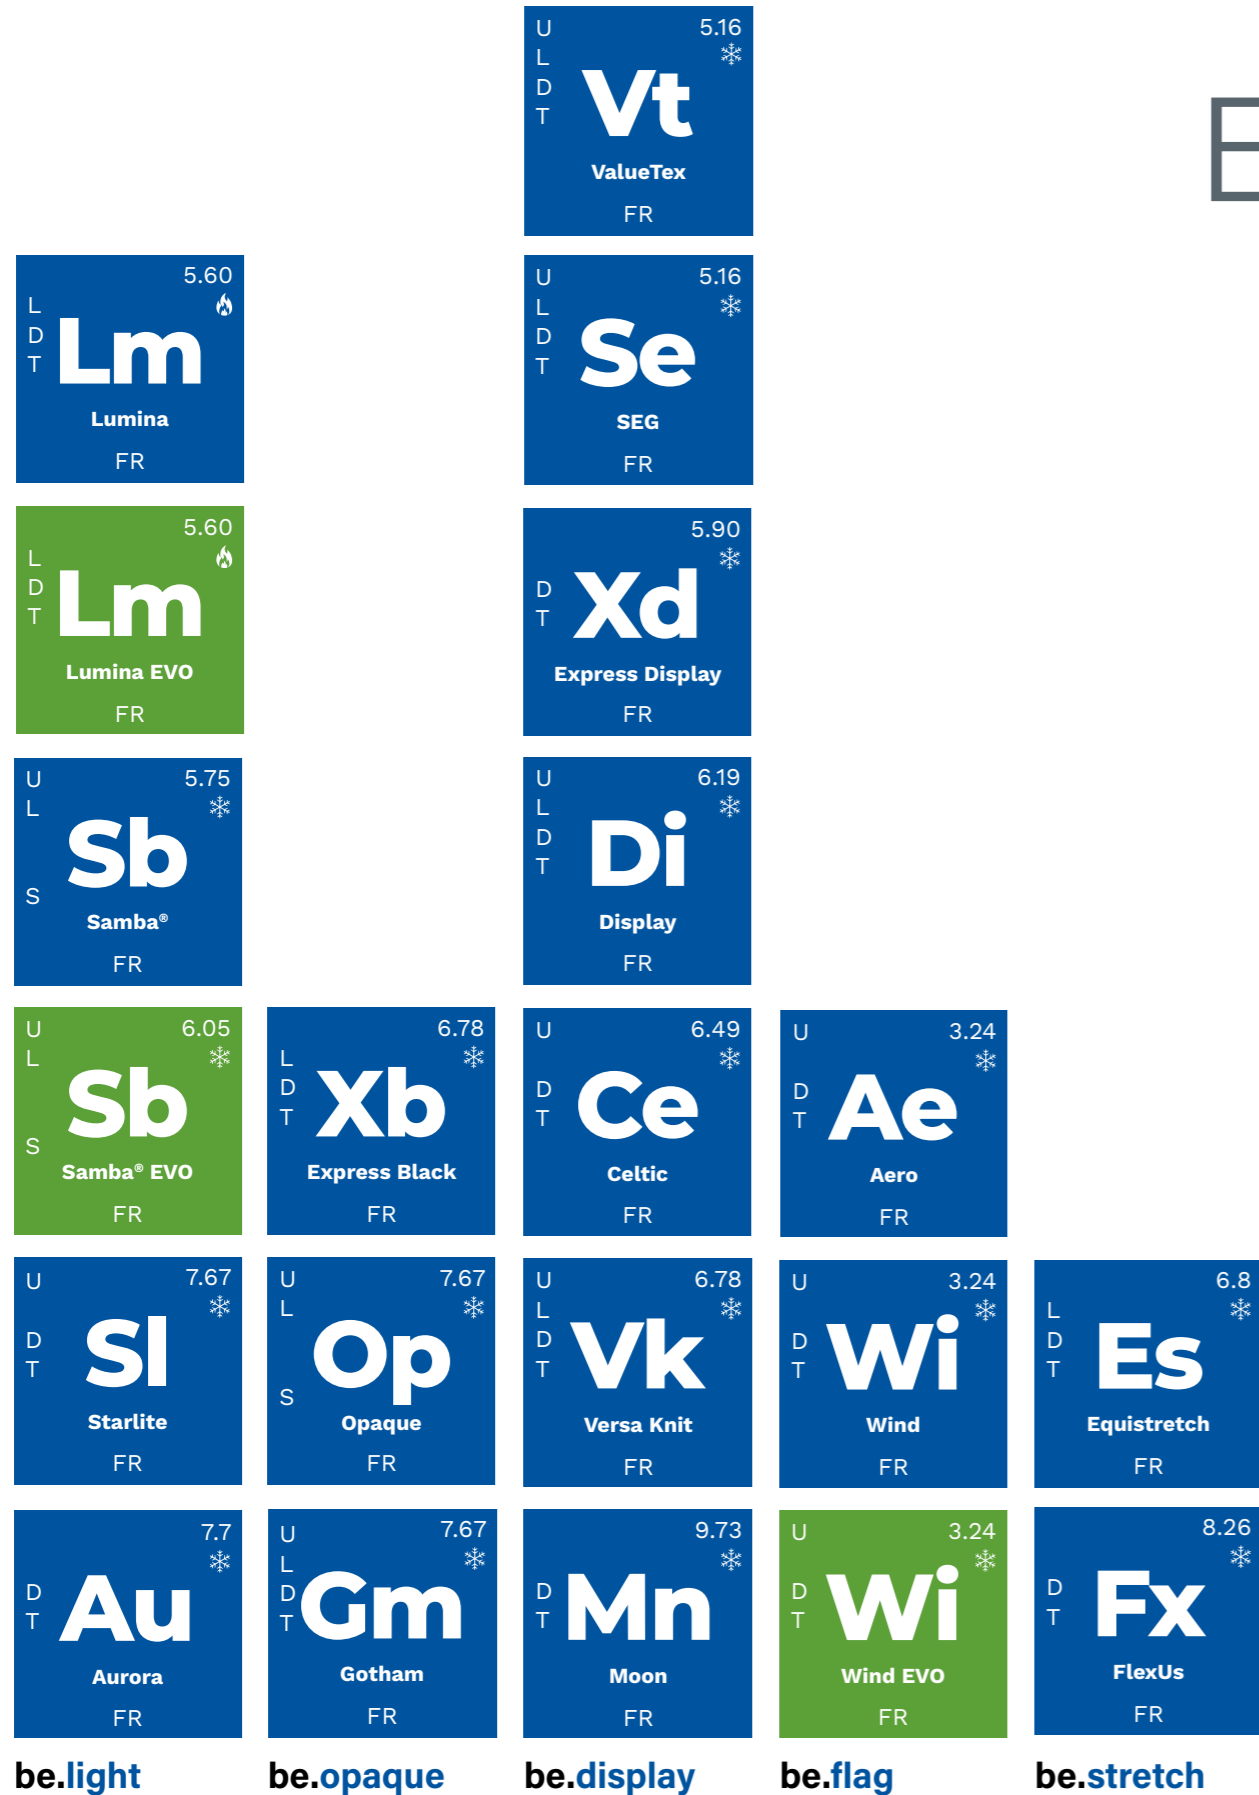 U 5.16
L
D
T
Vt
ValueTex
FR
E
5.60
L
D
T
Lm
Lumina
FR
U 5.16
L
D
T
Se
SEG
FR
5.60
L
D
T
Lm
Lumina EVO
FR
5.90
D
T
Xd
Express Display
FR
U 5.75
L
S
Sb
Samba®
FR
U 6.19
L
D
T
Di
Display
FR
U 6.05
L
S
Sb
Samba® EVO
FR
6.78
L
D
T
Xb
Express Black
FR
U 6.49
D
T
Ce
Celtic
FR
U 3.24
D
T
Ae
Aero
FR
U 7.67
D
T
Sl
Starlite
FR
U 7.67
L
S
Op
Opaque
FR
U 6.78
L
D
T
Vk
Versa Knit
FR
U 3.24
D
T
Wi
Wind
FR
6.8
L
D
T
Es
Equistretch
FR
7.7
D
T
Au
Aurora
FR
U 7.67
L
D
T
Gm
Gotham
FR
9.73
D
T
Mn
Moon
FR
U 3.24
D
T
Wi
Wind EVO
FR
8.26
D
T
Fx
FlexUs
FR
be.light be.opaque be.display be.flag be.stretch